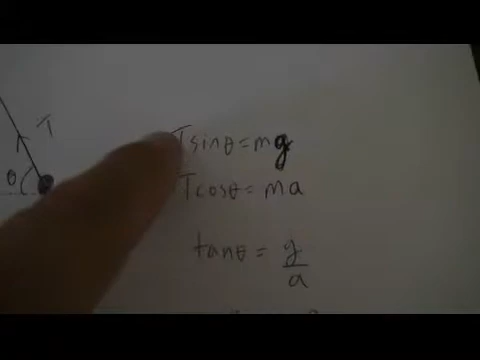 T
θ
Tsinθ=mg
Tcosθ=ma
tanθ = g/a